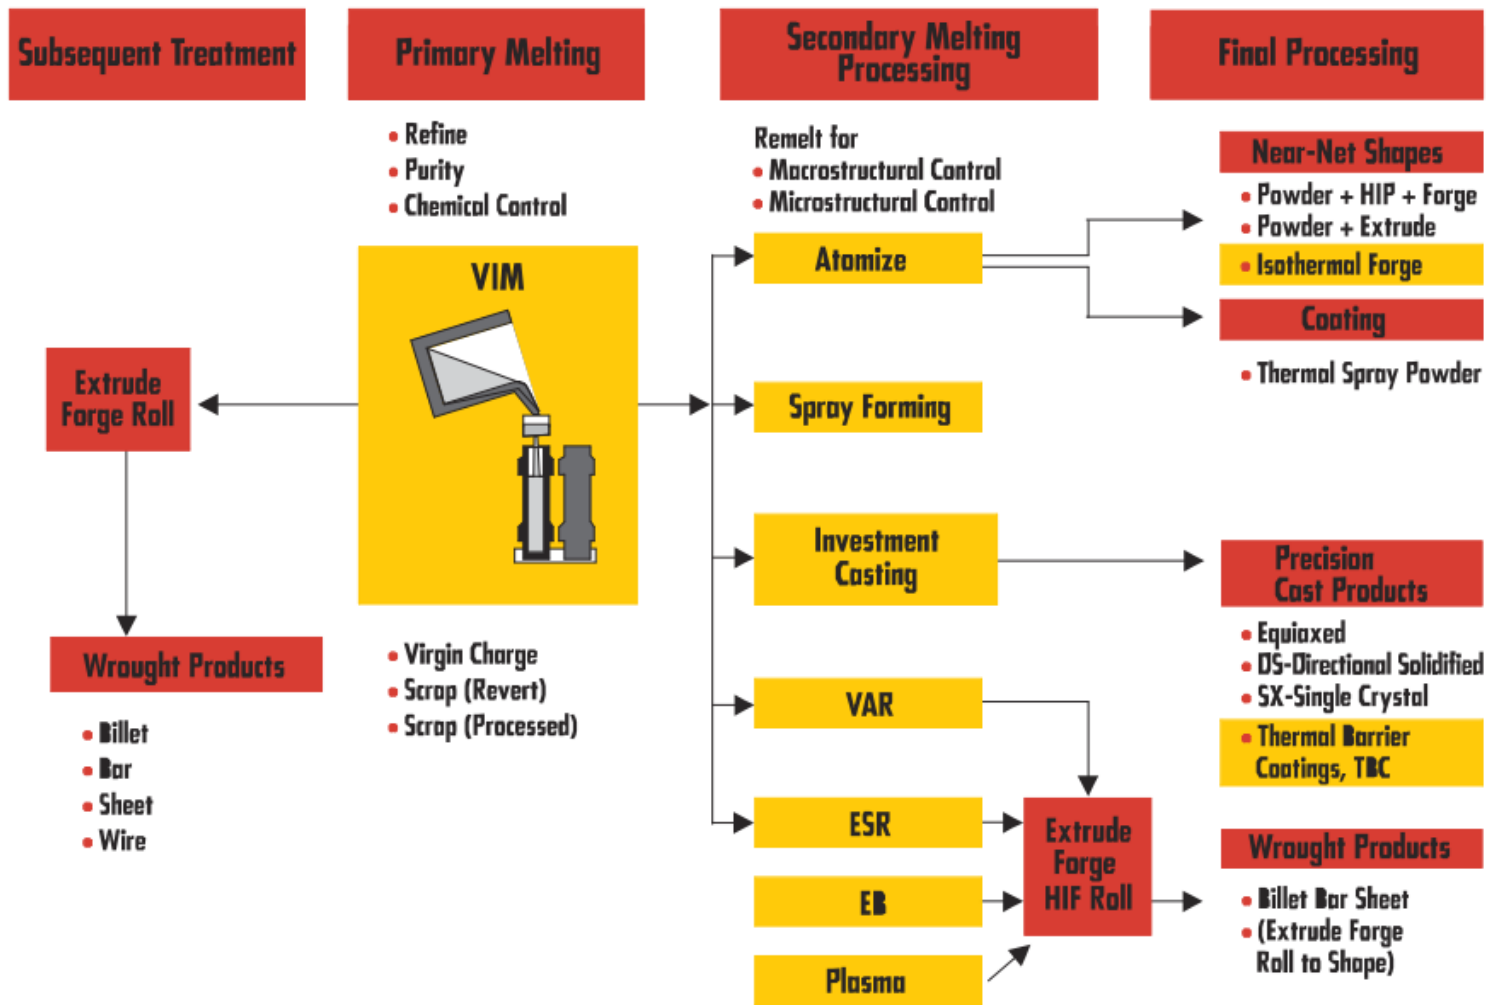 Subsequent Treatment
Primary Melting
Secondary Melting
Processing
Final Processing
• Refine
• Purity
• Chemical Control
VIM
• Virgin Charge
• Scrap (Revert)
• Scrap (Processed)
Extrude
Forge Roll
Wrought Products
• Billet
• Bar
• Sheet
• Wire
Remelt for
• Macrostructural Control
• Microstructural Control
Atomize
Spray Forming
Investment
Casting
VAR
ESR
EB
Plasma
Extrude
Forge
HIF Roll
Near-Net Shapes
• Powder + HIP + Forge
• Powder + Extrude
• Isothermal Forge
Coating
• Thermal Spray Powder
Precision
Cast Products
• Equiaxed
• DS-Directional Solidified
• SX-Single Crystal
• Thermal Barrier
Coatings, TBC
Wrought Products
• Billet Bar Sheet
• (Extrude Forge
Roll to Shape)